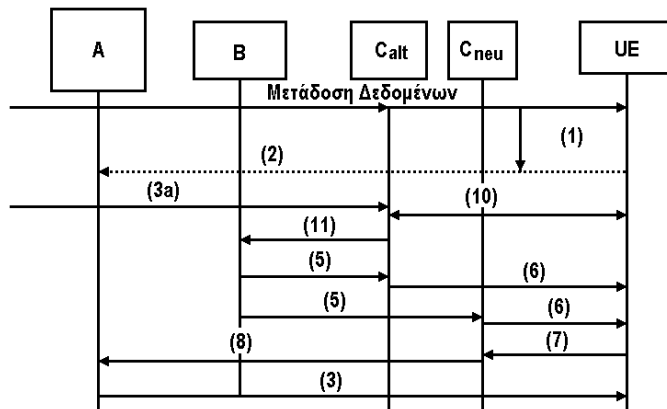 A B Calt Cneu UE
Μετάδοση Δεδομένων
(1)
(2)
(3a) (10)
(11)
(5) (6)
(5) (6)
(8) (7)
(3)